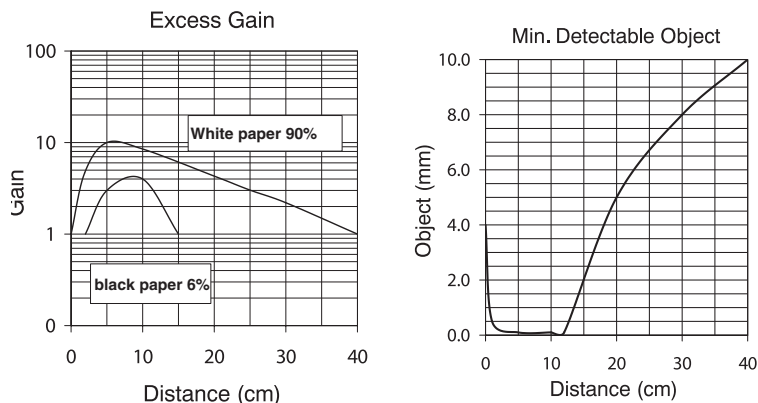 Excess Gain
100
10
1
0
Gain
White paper 90%
black paper 6%
0 10 20 30 40
Distance (cm)
Min. Detectable Object
10.0
8.0
6.0
4.0
2.0
0.0
Object (mm)
0 10 20 30 40
Distance (cm)